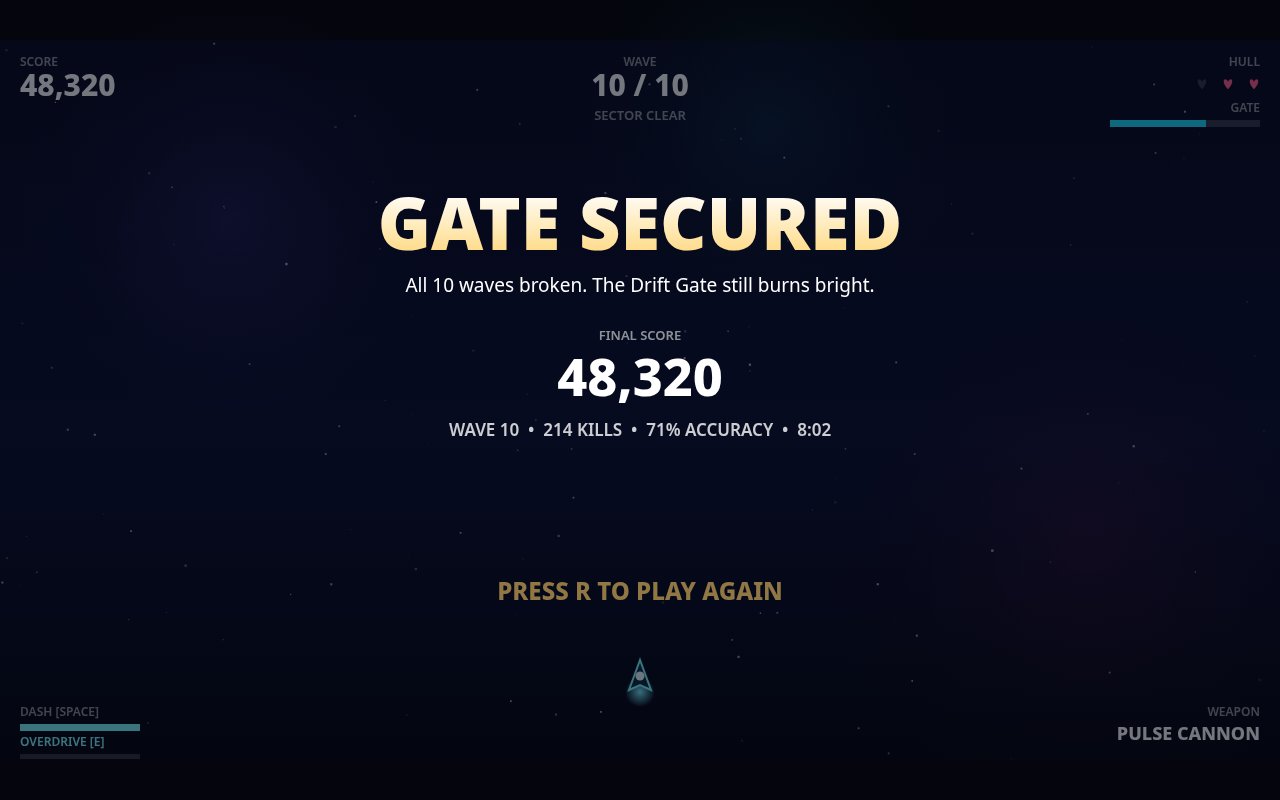 SCORE
48,320
WAVE
10 / 10
SECTOR CLEAR
HULL
GATE
GATE SECURED
All 10 waves broken. The Drift Gate still burns bright.
FINAL SCORE
48,320
WAVE 10 • 214 KILLS • 71% ACCURACY • 8:02
PRESS R TO PLAY AGAIN
DASH [SPACE]
OVERDRIVE [E]
WEAPON
PULSE CANNON